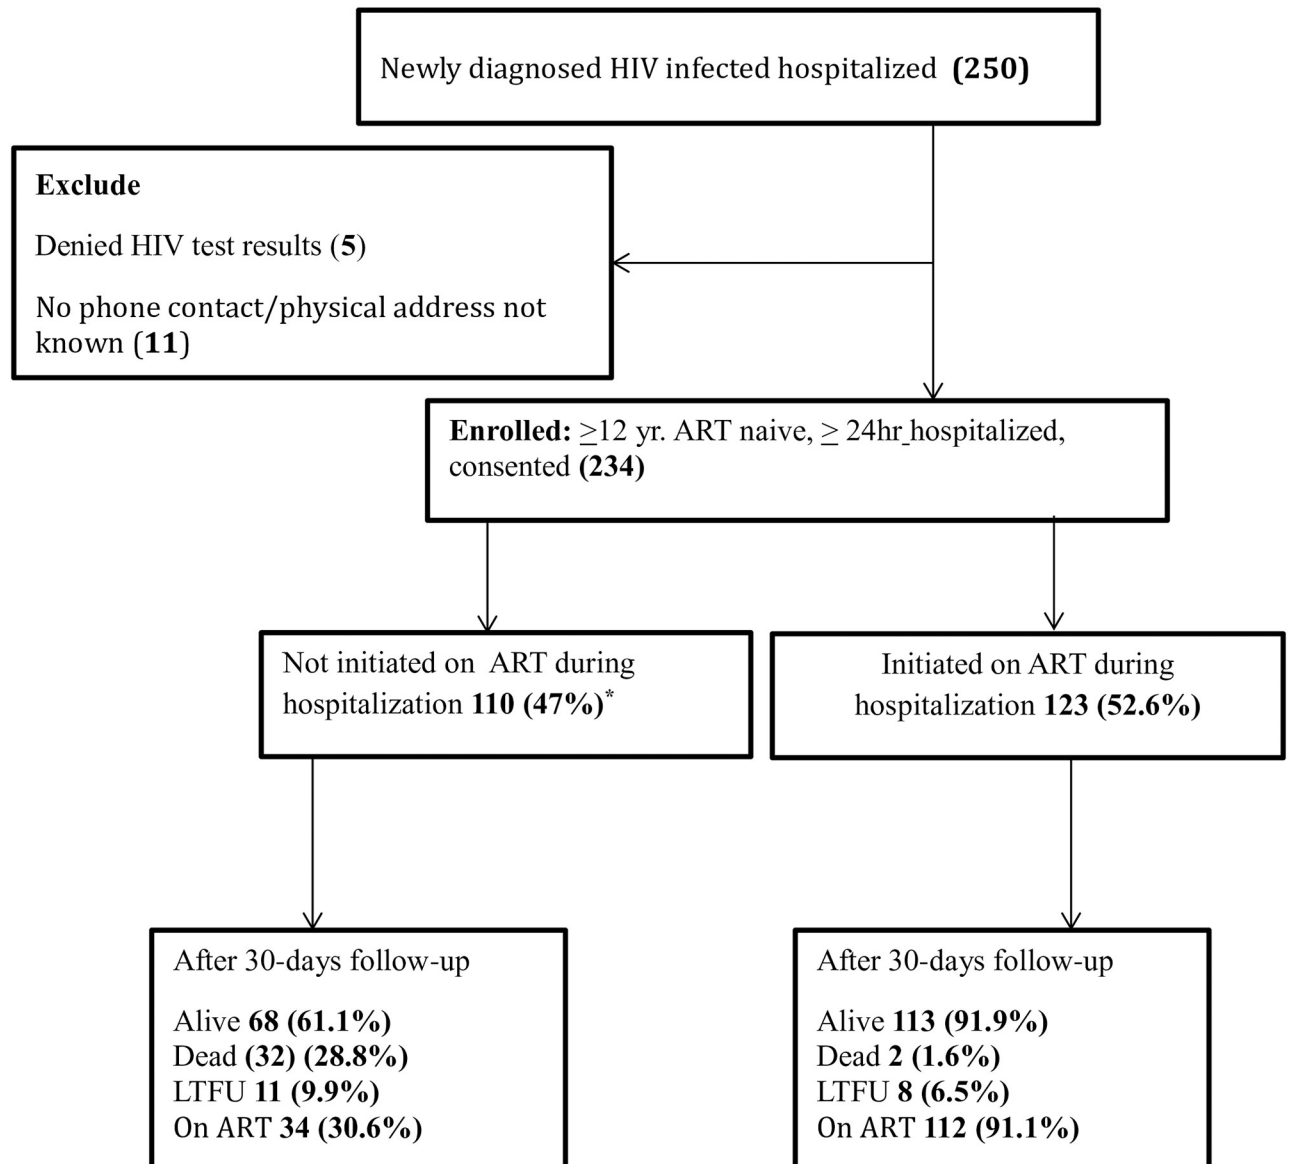 Newly diagnosed HIV infected hospitalized (250)
Exclude
Denied HIV test results (5)
No phone contact/physical address not
known (11)
Enrolled: ≥12 yr. ART naive, ≥ 24hr hospitalized,
consented (234)
Not initiated on ART during
hospitalization 110 (47%)*
Initiated on ART during
hospitalization 123 (52.6%)
After 30-days follow-up
Alive 68 (61.1%)
Dead (32) (28.8%)
LTFU 11 (9.9%)
On ART 34 (30.6%)
After 30-days follow-up
Alive 113 (91.9%)
Dead 2 (1.6%)
LTFU 8 (6.5%)
On ART 112 (91.1%)